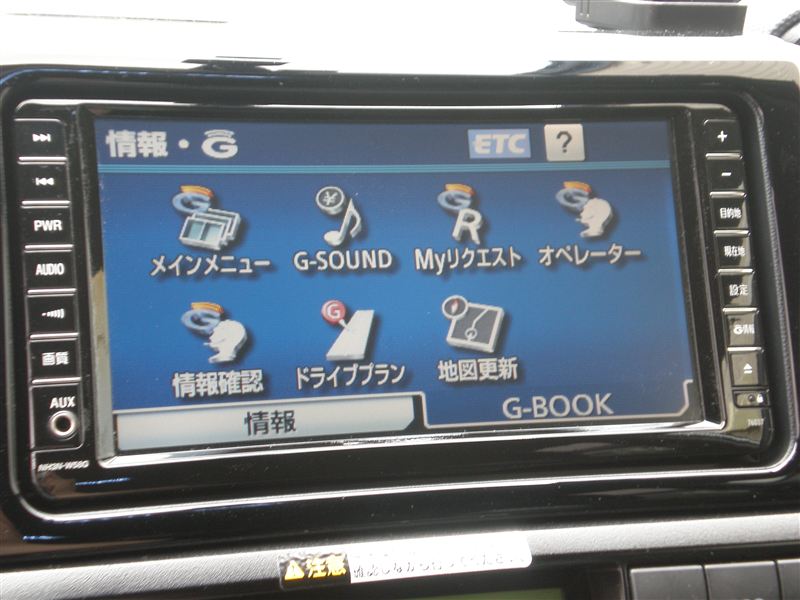 情報・G
ETC ?
メインメニュー G-SOUND Myリクエスト オペレーター
情報確認 ドライブプラン 地図更新
情報 G-BOOK
PWR
AUDIO
画質
AUX
NH3N-W58G
+
-
目的地
現在地
設定
G情報
注意